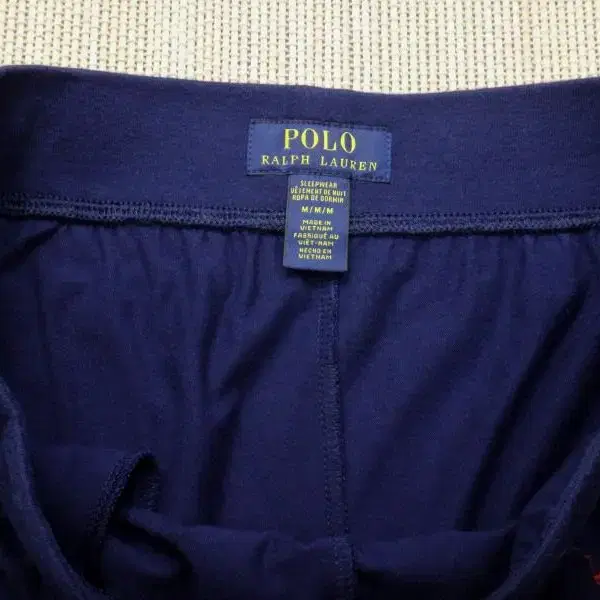 POLO
RALPH LAUREN
SLEEPWEAR
VÊTEMENT DE NUIT
ROPA DE DORMIR
M/M/M
MADE IN
VIETNAM
FABRIQUÉ AU
VIÊT-NAM
HECHO EN
VIETNAM